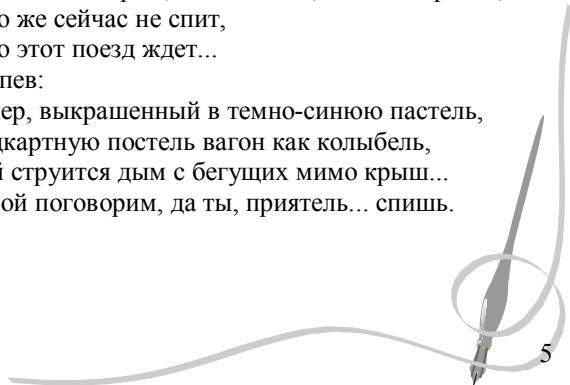 о же сейчас не спит,
о этот поезд ждет...
пев:
ер, выкрашенный в темно-синюю пастель,
дкартную постель вагон как колыбель,
й струится дым с бегущих мимо крыш...
ой поговорим, да ты, приятель... спишь.
5